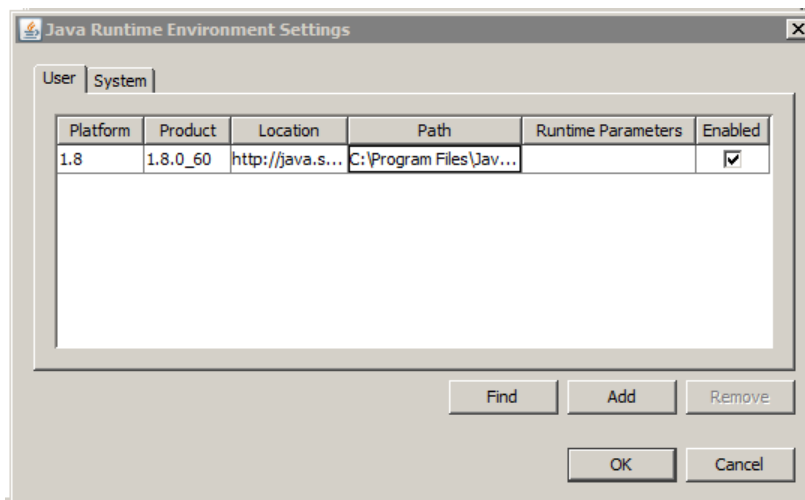 Java Runtime Environment Settings
User System
Platform Product Location Path Runtime Parameters Enabled
1.8 1.8.0_60 http://java.s... C:\Program Files\Jav...
Find Add Remove
OK Cancel